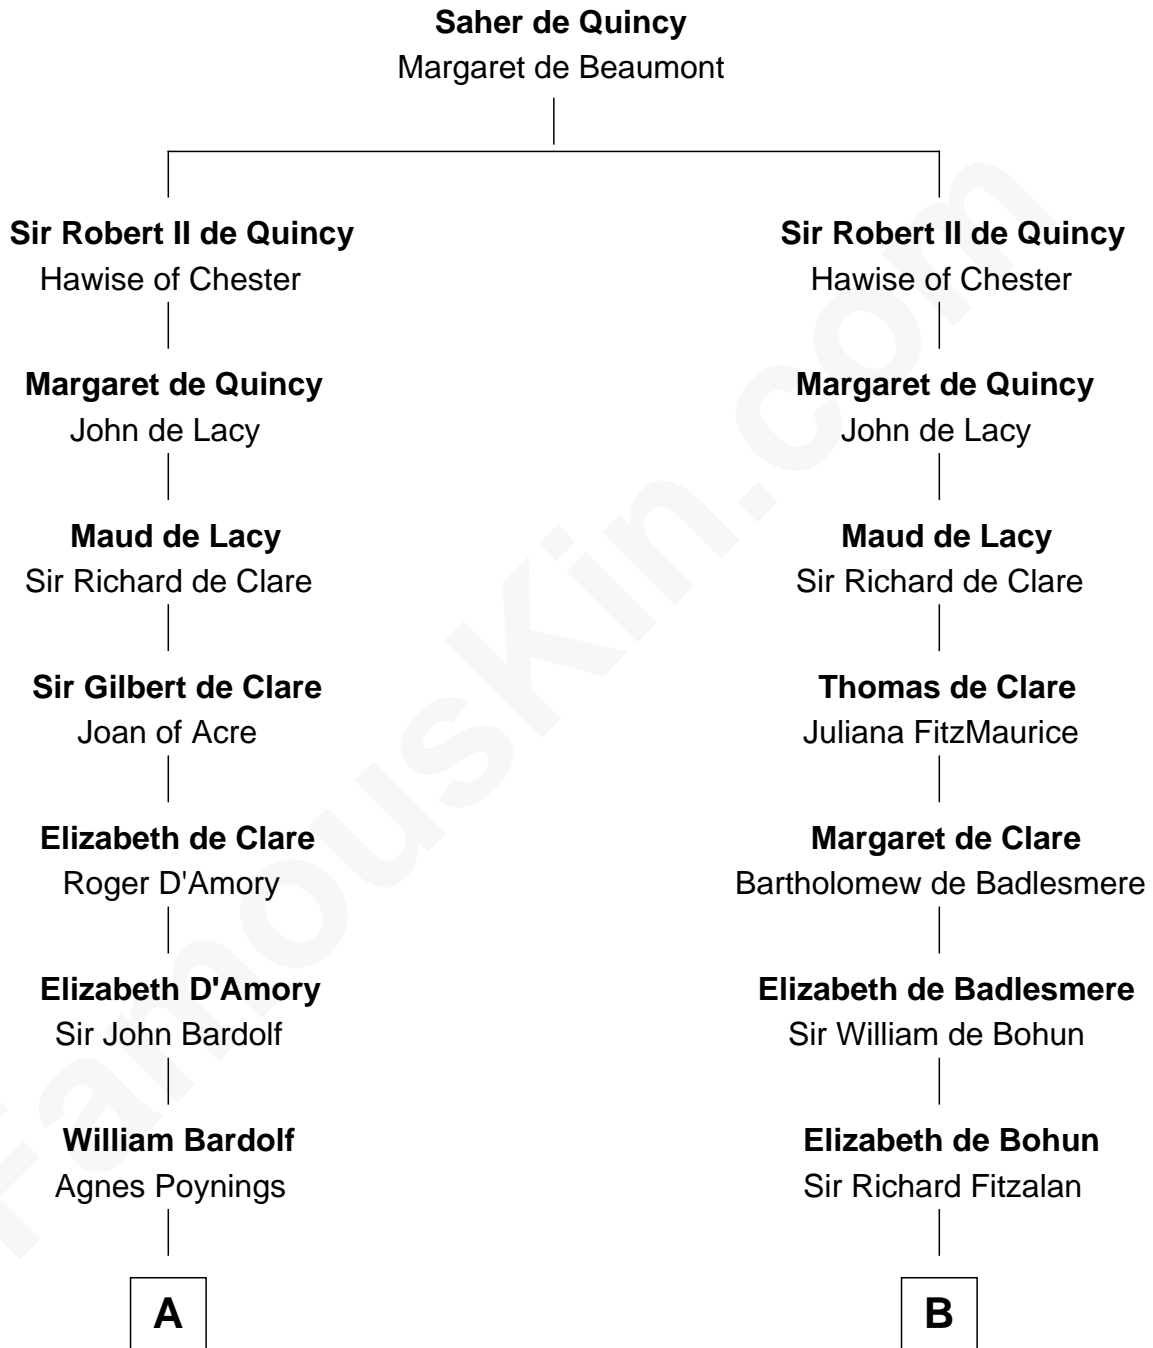 Saher de Quincy
Margaret de Beaumont
Sir Robert II de Quincy
Hawise of Chester
Margaret de Quincy
John de Lacy
Maud de Lacy
Sir Richard de Clare
Sir Gilbert de Clare
Joan of Acre
Elizabeth de Clare
Roger D'Amory
Elizabeth D'Amory
Sir John Bardolf
William Bardolf
Agnes Poynings
A
Sir Robert II de Quincy
Hawise of Chester
Margaret de Quincy
John de Lacy
Maud de Lacy
Sir Richard de Clare
Thomas de Clare
Juliana FitzMaurice
Margaret de Clare
Bartholomew de Badlesmere
Elizabeth de Badlesmere
Sir William de Bohun
Elizabeth de Bohun
Sir Richard Fitzalan
B
FamousKin.com